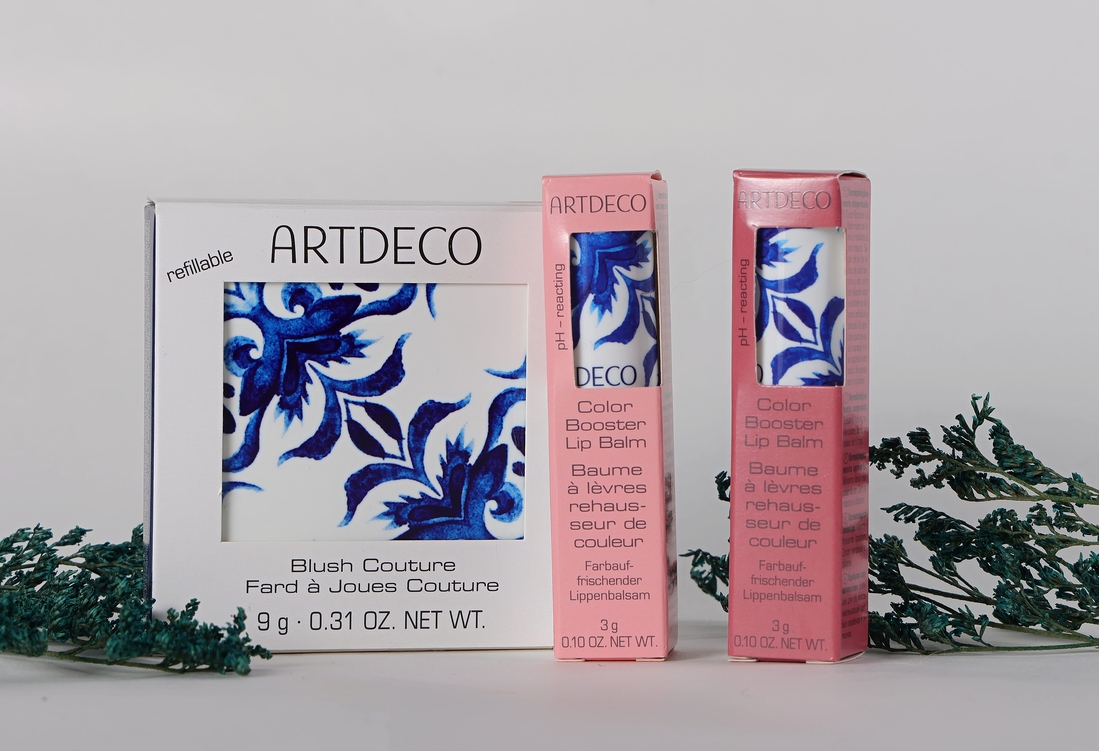 ARTDECO
refillable
Blush Couture
Fard à Joues Couture
9 g · 0.31 OZ. NET WT.
ARTDECO
pH – reacting
DECO
Color
Booster
Lip Balm
Baume
à lèvres
rehaus-
seur de
couleur
Farbauf-
frischender
Lippenbalsam
3 g
0.10 OZ. NET WT.
ARTDECO
pH – reacting
O
Color
Booster
Lip Balm
Baume
à lèvres
rehaus-
seur de
couleur
Farbauf-
frischender
Lippenbalsam
3 g
0.10 OZ. NET WT.